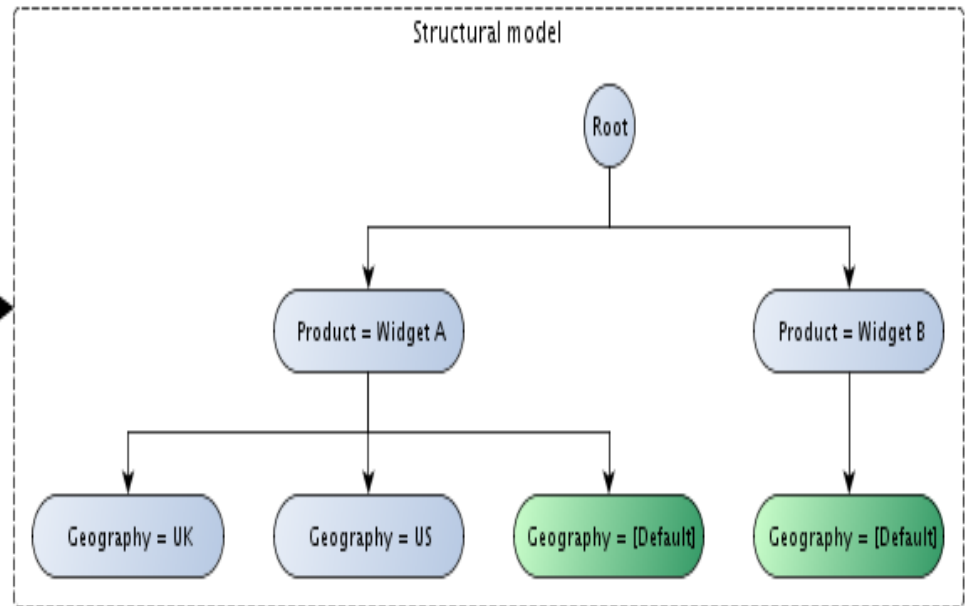 Structural model
Root
Product = Widget A
Product = Widget B
Geography = UK
Geography = US
Geography = [Default]
Geography = [Default]